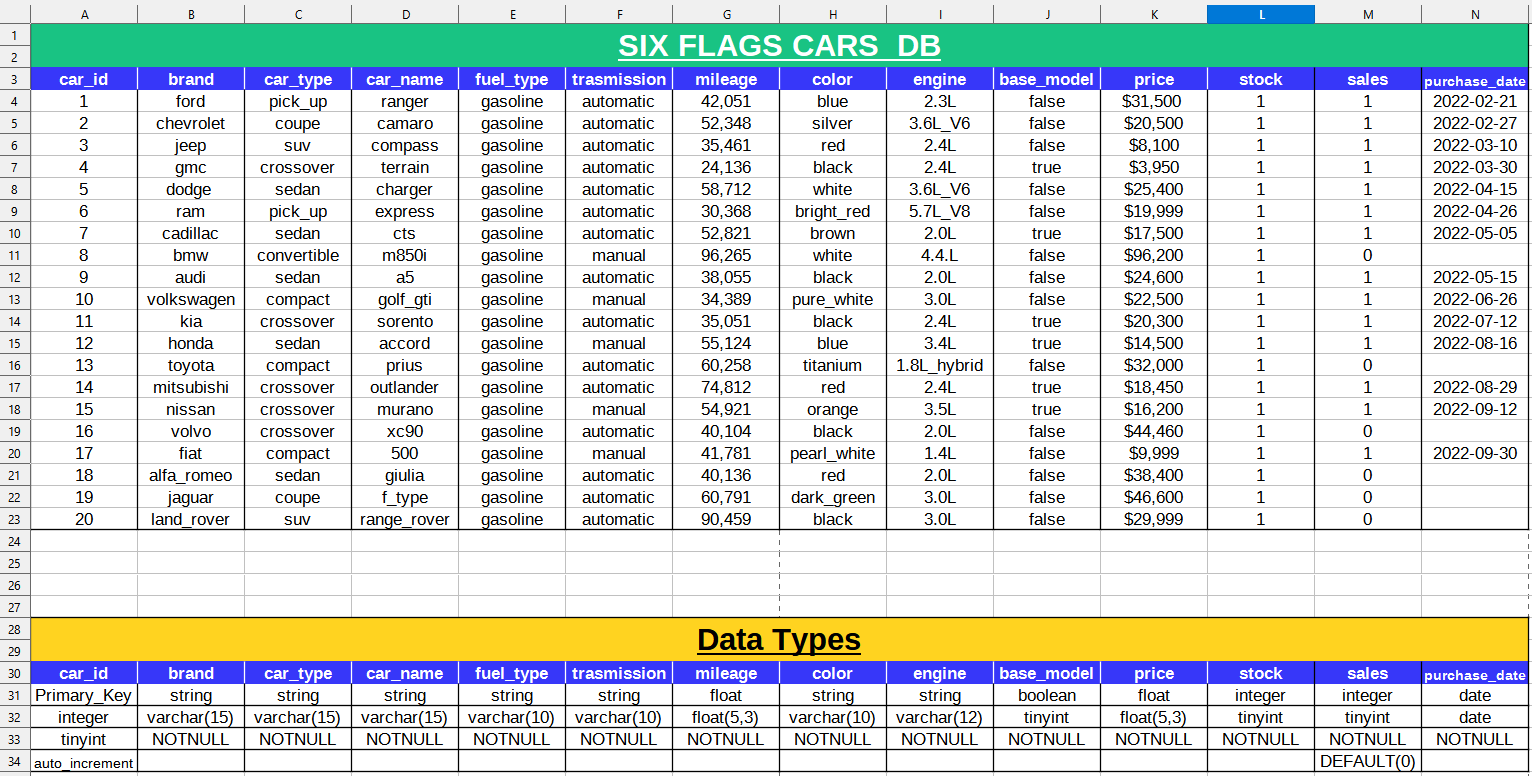 A B C D E F G H I J K L M N
1
2 SIX FLAGS CARS DB
3 car_id brand car_type car_name fuel_type trasmission mileage color engine base_model price stock sales purchase_date
4 1 ford pick_up ranger gasoline automatic 42,051 blue 2.3L false $31,500 1 1 2022-02-21
5 2 chevrolet coupe camaro gasoline automatic 52,348 silver 3.6L_V6 false $20,500 1 1 2022-02-27
6 3 jeep suv compass gasoline automatic 35,461 red 2.4L false $8,100 1 1 2022-03-10
7 4 gmc crossover terrain gasoline automatic 24,136 black 2.4L true $3,950 1 1 2022-03-30
8 5 dodge sedan charger gasoline automatic 58,712 white 3.6L_V6 false $25,400 1 1 2022-04-15
9 6 ram pick_up express gasoline automatic 30,368 bright_red 5.7L_V8 false $19,999 1 1 2022-04-26
10 7 cadillac sedan cts gasoline automatic 52,821 brown 2.0L true $17,500 1 1 2022-05-05
11 8 bmw convertible m850i gasoline manual 96,265 white 4.4.L false $96,200 1 0
12 9 audi sedan a5 gasoline automatic 38,055 black 2.0L false $24,600 1 1 2022-05-15
13 10 volkswagen compact golf_gti gasoline manual 34,389 pure_white 3.0L false $22,500 1 1 2022-06-26
14 11 kia crossover sorento gasoline automatic 35,051 black 2.4L true $20,300 1 1 2022-07-12
15 12 honda sedan accord gasoline manual 55,124 blue 3.4L true $14,500 1 1 2022-08-16
16 13 toyota compact prius gasoline automatic 60,258 titanium 1.8L_hybrid false $32,000 1 0
17 14 mitsubishi crossover outlander gasoline automatic 74,812 red 2.4L true $18,450 1 1 2022-08-29
18 15 nissan crossover murano gasoline manual 54,921 orange 3.5L true $16,200 1 1 2022-09-12
19 16 volvo crossover xc90 gasoline manual 40,104 black 2.0L false $44,460 1 0
20 17 fiat compact 500 gasoline manual 41,781 pearl_white 1.4L false $9,999 1 1 2022-09-30
21 18 alfa_romeo sedan giulia gasoline automatic 40,136 red 2.0L false $38,400 1 0
22 19 jaguar coupe f_type gasoline automatic 60,791 dark_green 3.0L false $46,600 1 0
23 20 land_rover suv range_rover gasoline automatic 90,459 black 3.0L false $29,999 1 0
24
25
26
27
28
29 Data Types
30 car_id brand car_type car_name fuel_type trasmission mileage color engine base_model price stock sales purchase_date
31 Primary_Key string string string string string float string string boolean float integer integer date
32 integer varchar(15) varchar(15) varchar(15) varchar(10) varchar(10) float(5,3) varchar(10) varchar(12) tinyint float(5,3) tinyint tinyint date
33 tinyint NOTNULL NOTNULL NOTNULL NOTNULL NOTNULL NOTNULL NOTNULL NOTNULL NOTNULL NOTNULL NOTNULL NOTNULL NOTNULL
34 auto_increment DEFAULT(0)